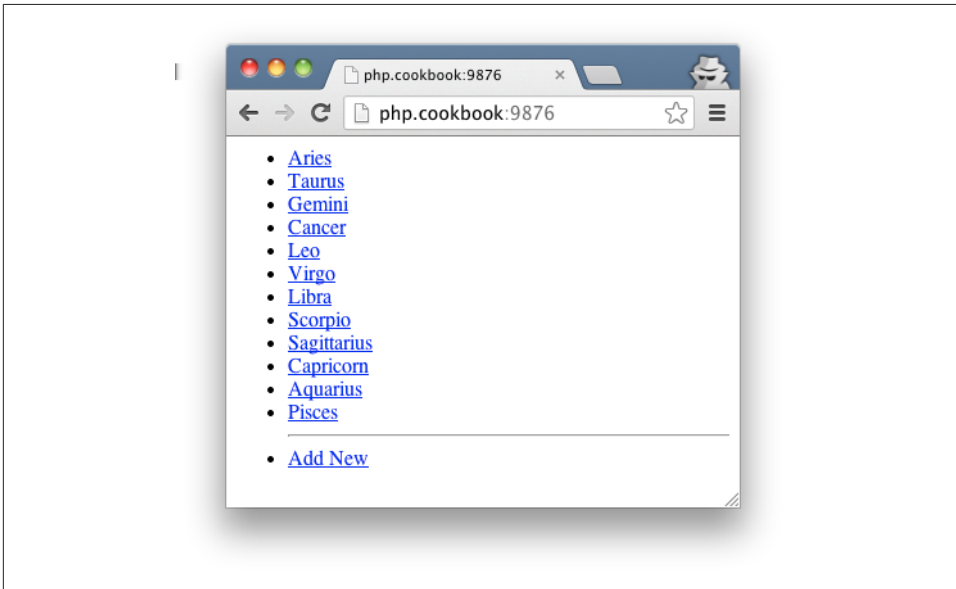 php.cookbook:9876
php.cookbook:9876
Aries
Taurus
Gemini
Cancer
Leo
Virgo
Libra
Scorpio
Sagittarius
Capricorn
Aquarius
Pisces
Add New